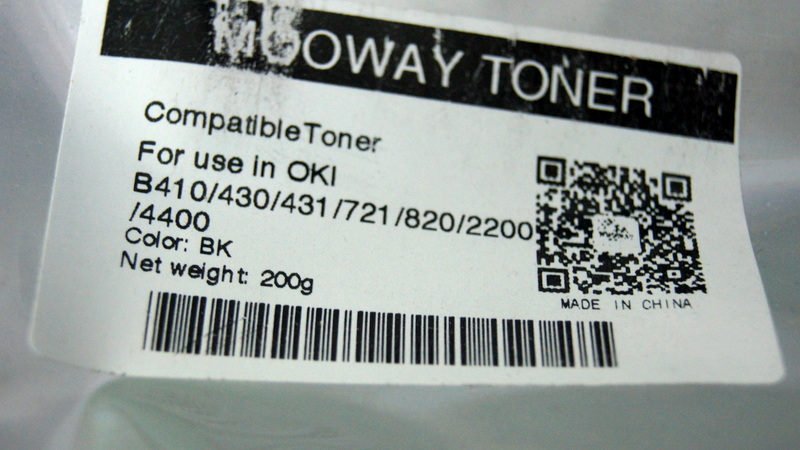 MOOWAY TONER
CompatibleToner
For use in OKI
B410/430/431/721/820/2200
/4400
Color: BK
Net weight: 200g
MADE IN CHINA